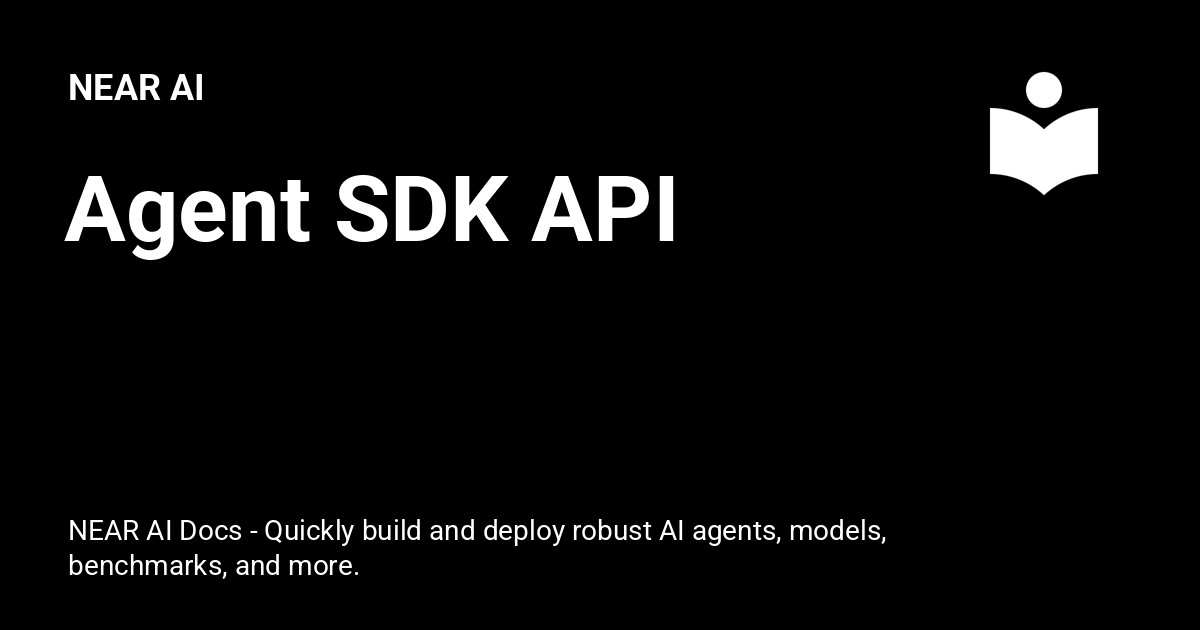 NEAR AI
Agent SDK API
NEAR AI Docs - Quickly build and deploy robust AI agents, models,
benchmarks, and more.